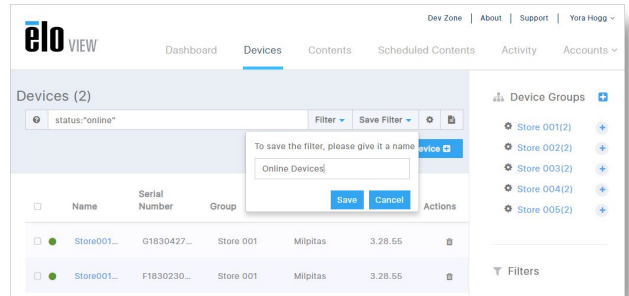 Dev Zone | About | Support | Yora Hogg
elo VIEW
Dashboard Devices Contents Scheduled Contents Activity Accounts
Devices (2)
status:"online" Filter Save Filter
To save the filter, please give it a name
evice
Online Devices
Save Cancel
Name Serial Number Group Actions
Store001... G1830427... Store 001 Milpitas 3.28.55
Store001... F1830230... Store 001 Milpitas 3.28.55
Device Groups
Store 001(2)
Store 002(2)
Store 003(2)
Store 004(2)
Store 005(2)
Filters